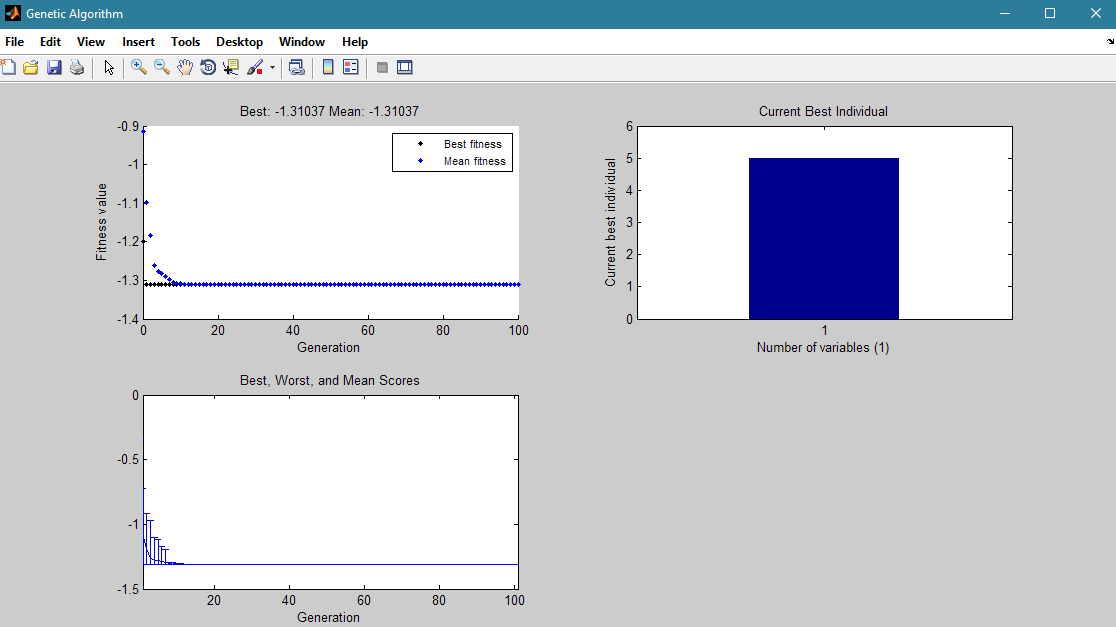 Genetic Algorithm
File Edit View Insert Tools Desktop Window Help
Best: -1.31037 Mean: -1.31037
Fitness value
-0.9
-1
-1.1
-1.2
-1.3
-1.4
0 20 40 60 80 100
Generation
Best fitness
Mean fitness
Current Best Individual
Current best individual
6
5
4
3
2
1
0
1
Number of variables (1)
Best, Worst, and Mean Scores
0
-0.5
-1
-1.5
20 40 60 80 100
Generation